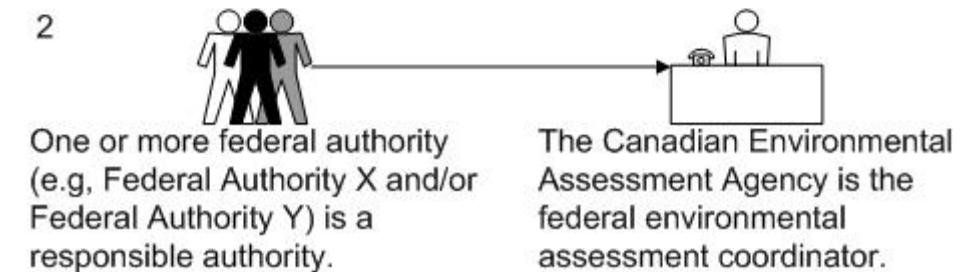 2
One or more federal authority
(e.g, Federal Authority X and/or
Federal Authority Y) is a
responsible authority.
The Canadian Environmental
Assessment Agency is the
federal environmental
assessment coordinator.